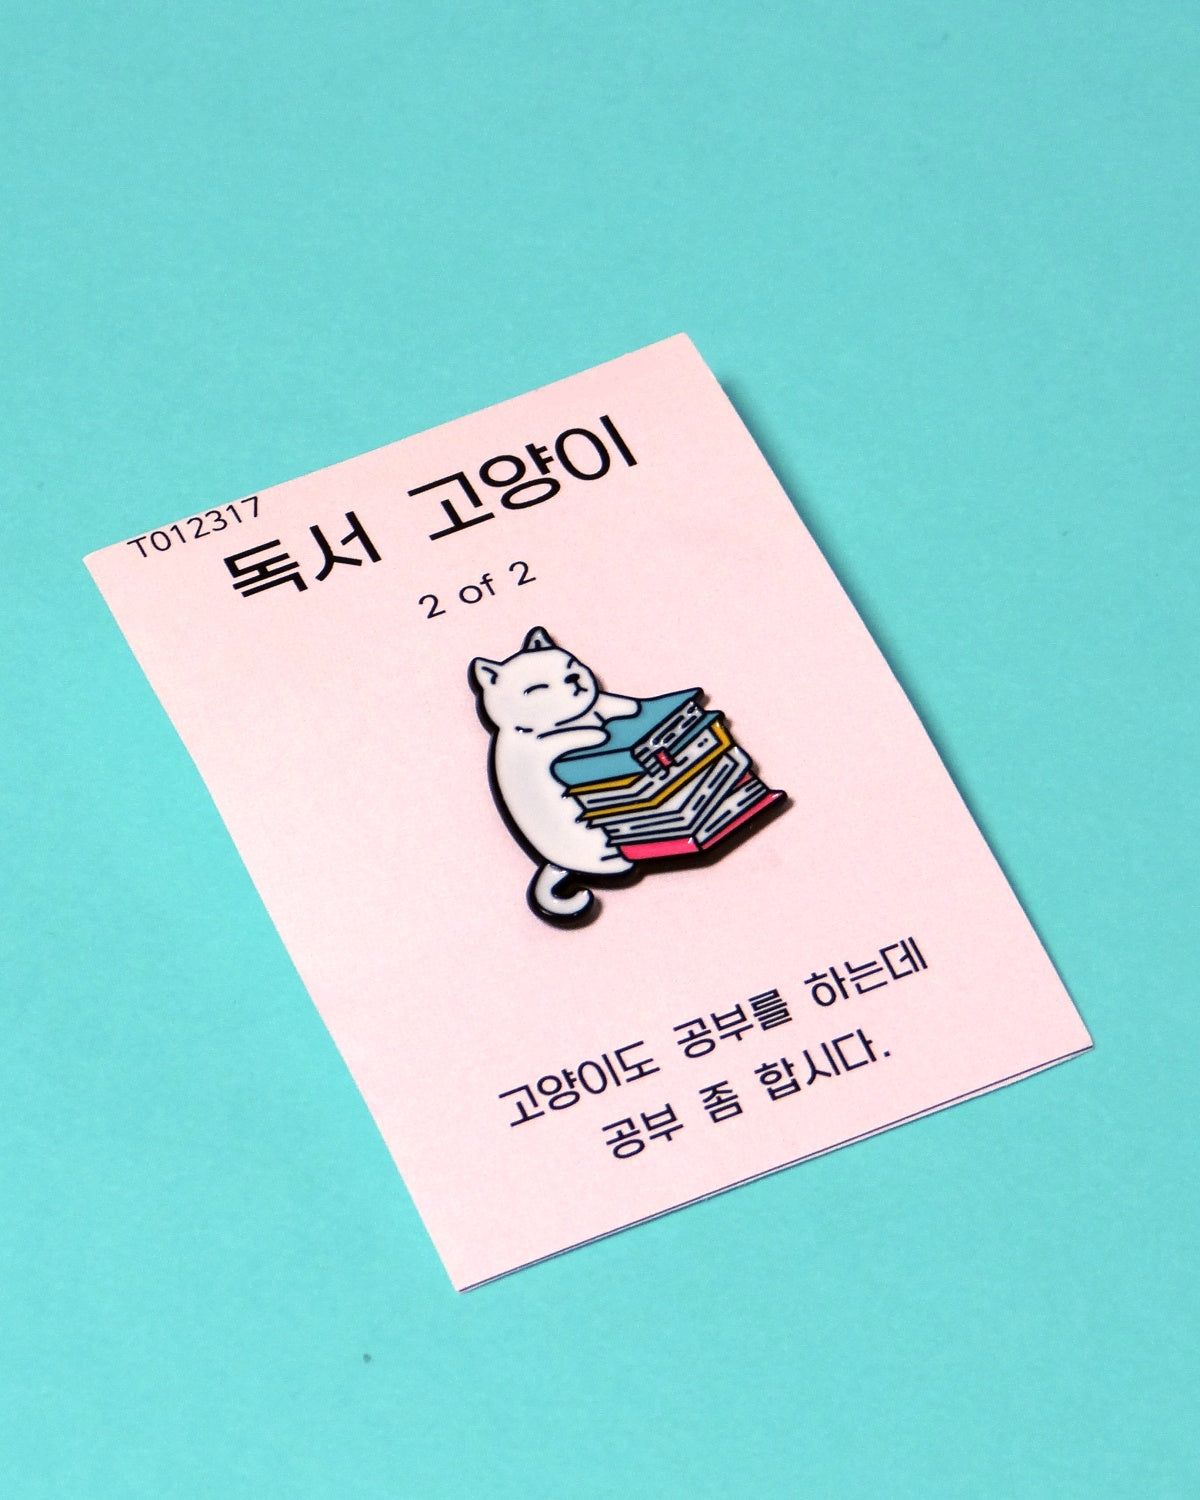 T012317
독서 고양이
2 of 2
고양이도 공부를 하는데
공부 좀 합시다.